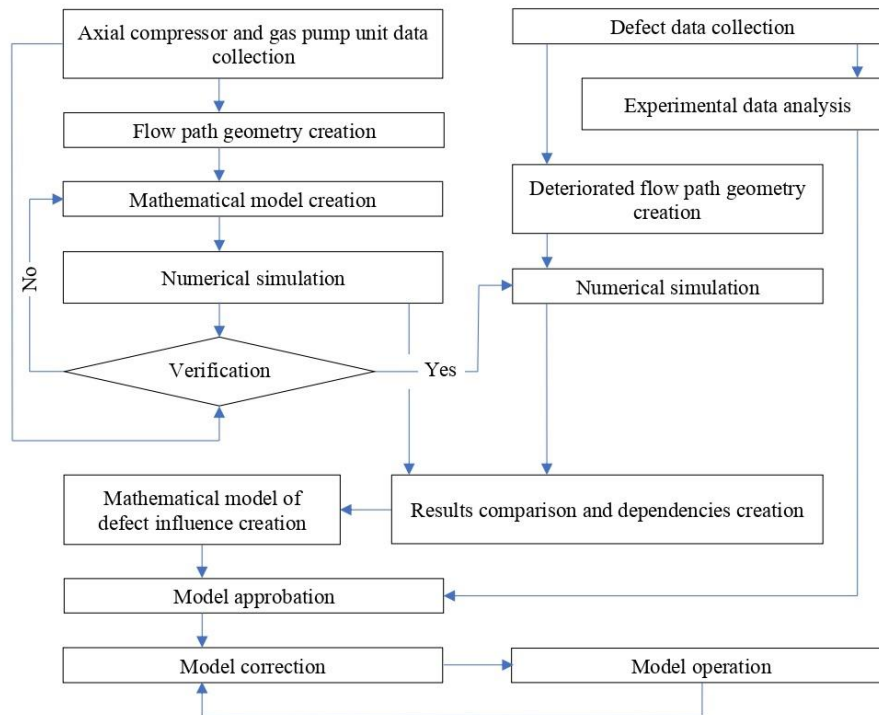 Axial compressor and gas pump unit data
collection
Defect data collection
Experimental data analysis
Flow path geometry creation
Mathematical model creation
Deteriorated flow path geometry
creation
Numerical simulation
Numerical simulation
No
Verification
Yes
Mathematical model of
defect influence creation
Results comparison and dependencies creation
Model approbation
Model correction
Model operation